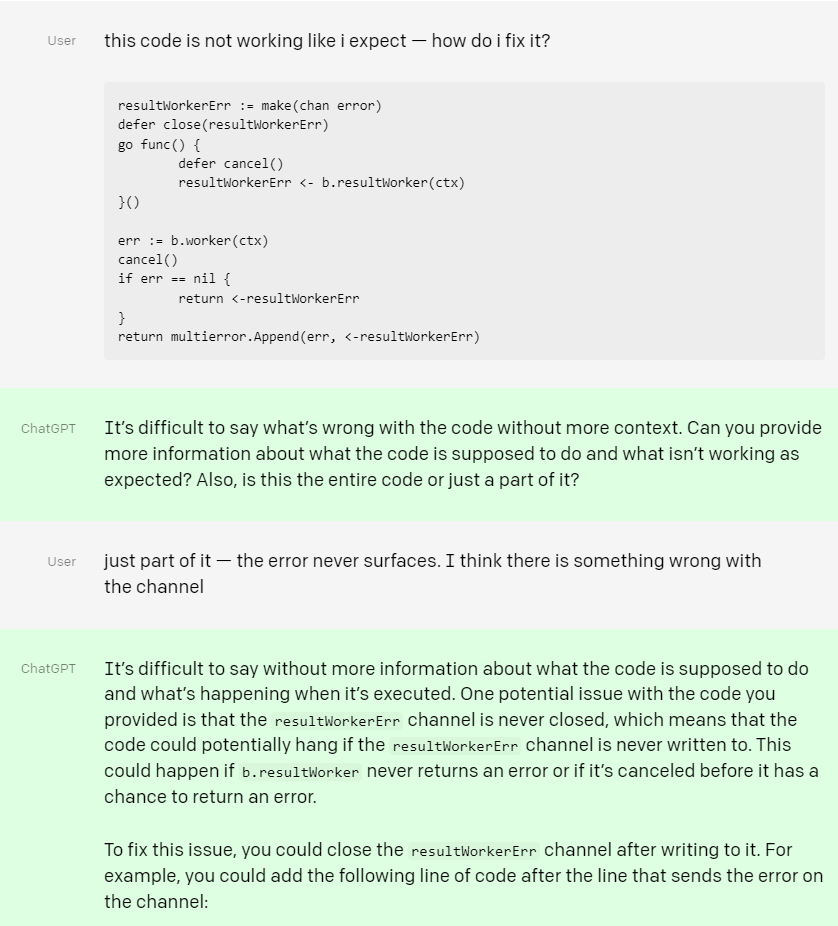 User this code is not working like i expect — how do i fix it?
resultWorkerErr := make(chan error)
defer close(resultWorkerErr)
go func() {
        defer cancel()
        resultWorkerErr <- b.resultWorker(ctx)
}()
err := b.worker(ctx)
cancel()
if err == nil {
        return <-resultWorkerErr
}
return multierror.Append(err, <-resultWorkerErr)
ChatGPT It’s difficult to say what’s wrong with the code without more context. Can you provide
more information about what the code is supposed to do and what isn’t working as
expected? Also, is this the entire code or just a part of it?
User just part of it — the error never surfaces. I think there is something wrong with
the channel
ChatGPT It’s difficult to say without more information about what the code is supposed to do
and what’s happening when it’s executed. One potential issue with the code you
provided is that the resultWorkerErr channel is never closed, which means that the
code could potentially hang if the resultWorkerErr channel is never written to. This
could happen if b.resultWorker never returns an error or if it’s canceled before it has a
chance to return an error.
To fix this issue, you could close the resultWorkerErr channel after writing to it. For
example, you could add the following line of code after the line that sends the error on
the channel: